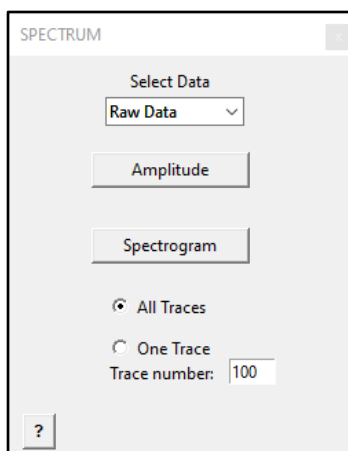 SPECTRUM
x
Select Data
Raw Data
Amplitude
Spectrogram
All Traces
One Trace
Trace number: 100
?